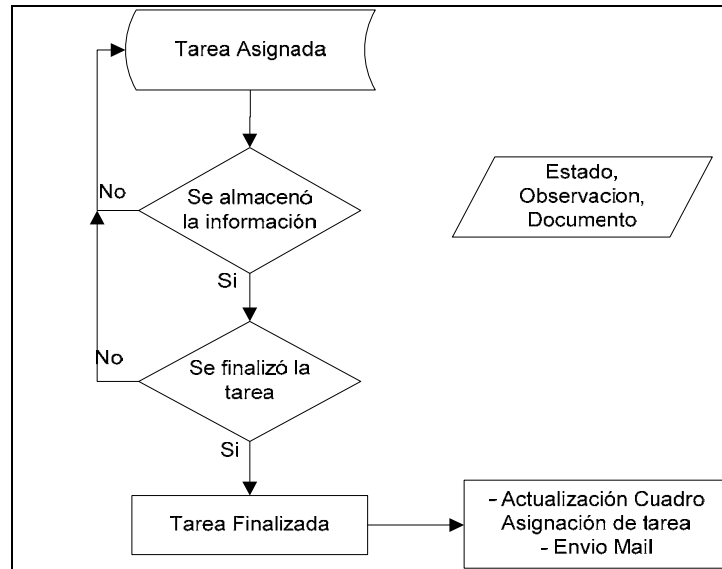 Tarea Asignada
No
Se almacenó
la información
Estado,
Observacion,
Documento
Si
No
Se finalizó la
tarea
Si
Tarea Finalizada
- Actualización Cuadro
Asignación de tarea
- Envio Mail